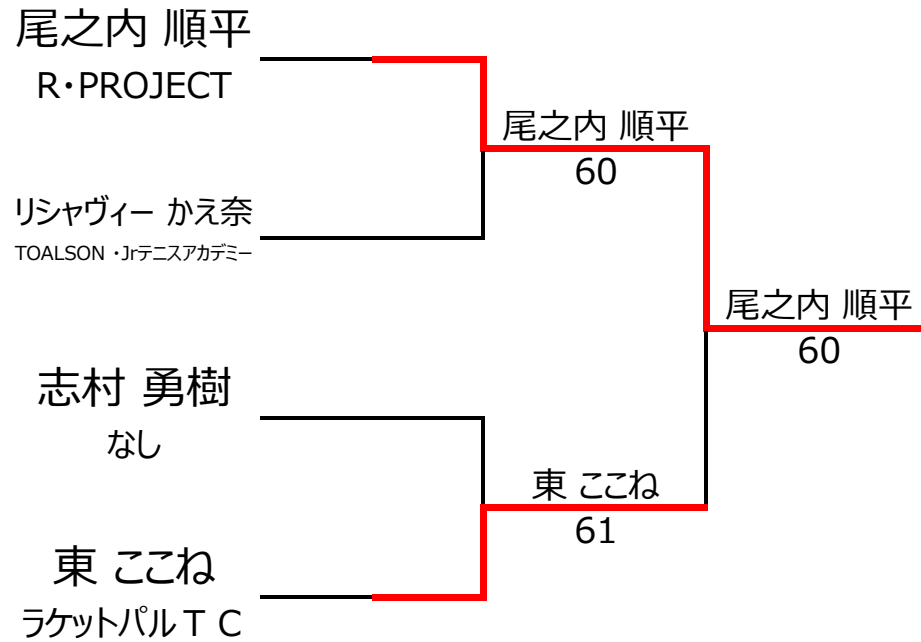 尾之内 順平
R・PROJECT
尾之内 順平
60
リシャヴィー かえ奈
TOALSON ・Jrテニスアカデミー
尾之内 順平
60
志村 勇樹
なし
東 ここね
61
東 ここね
ラケットパルＴＣ